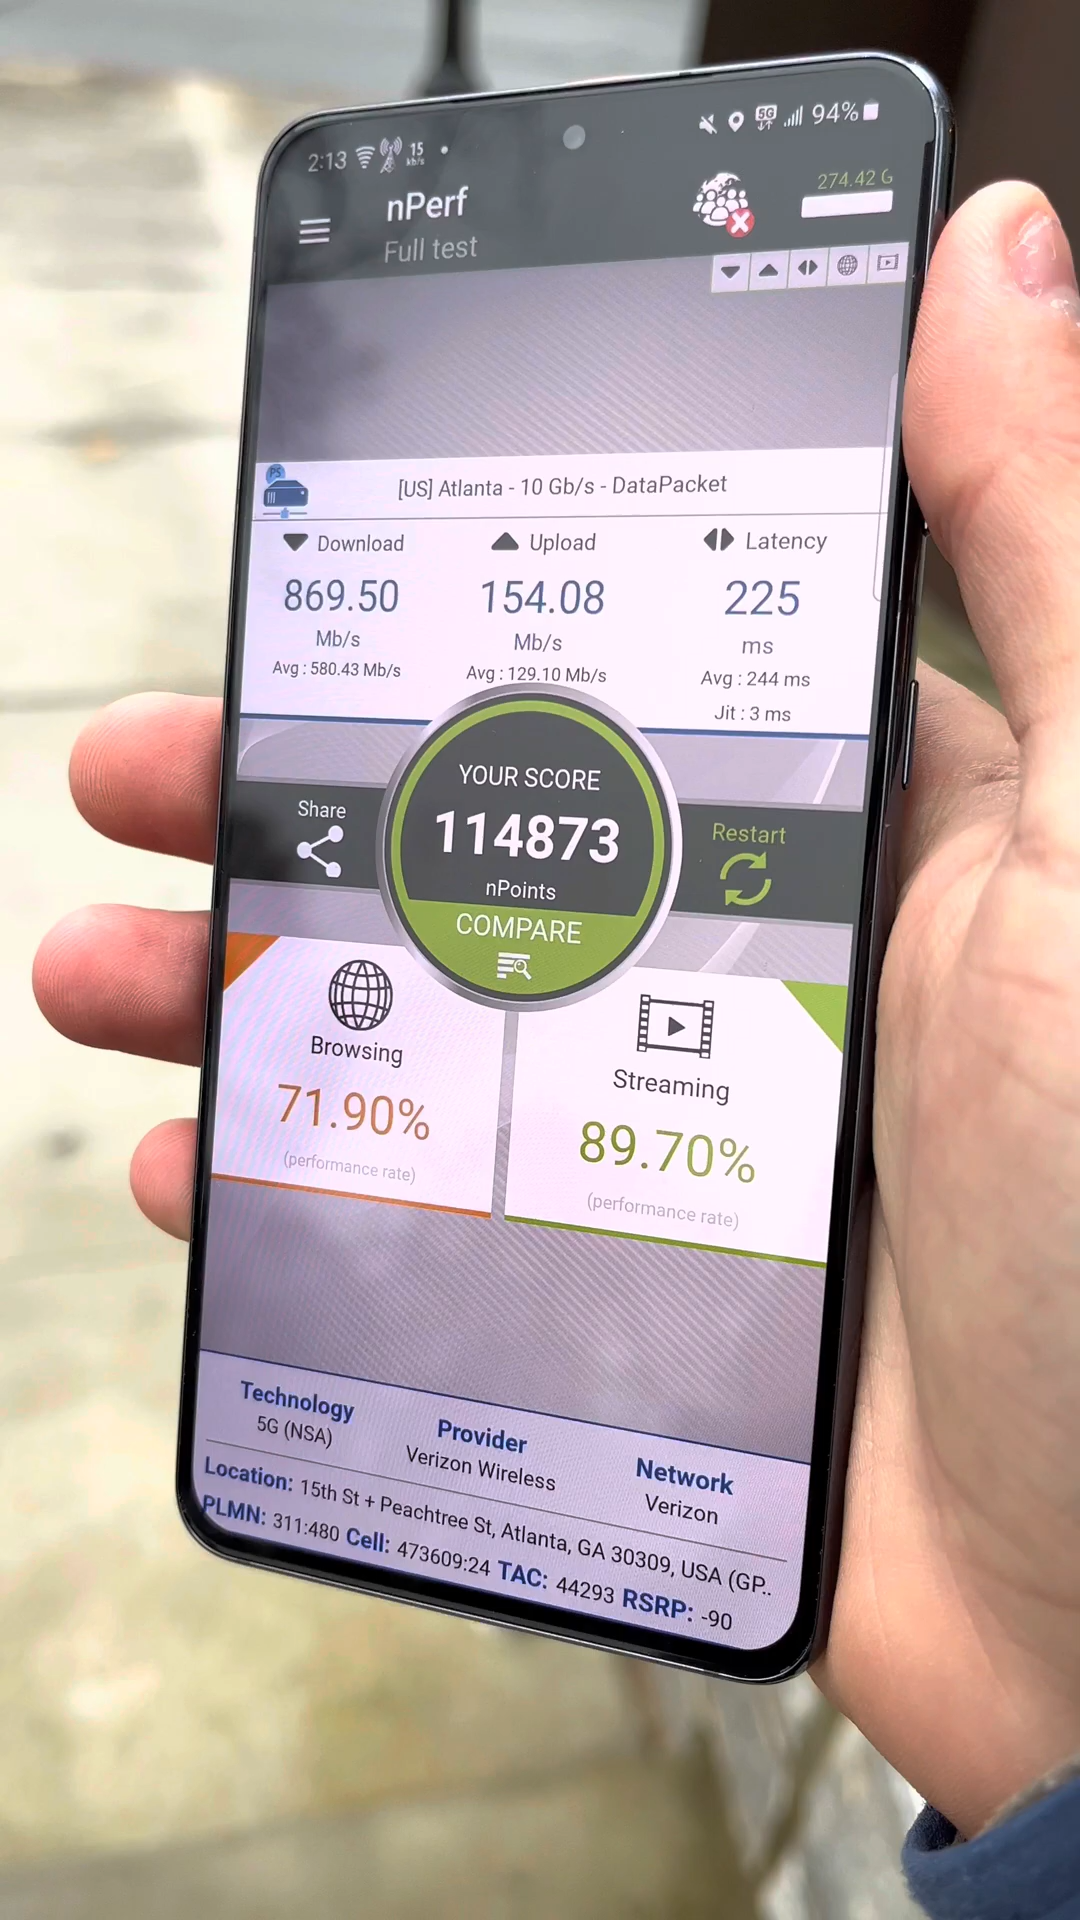 2:13 15 kb/s 5G 94%
nPerf
Full test
274.42 G
PS
[US] Atlanta - 10 Gb/s - DataPacket
Download Upload Latency
869.50 154.08 225
Mb/s Mb/s ms
Avg : 580.43 Mb/s Avg : 129.10 Mb/s Avg : 244 ms
Jit : 3 ms
YOUR SCORE
114873
nPoints
COMPARE
Share
Restart
Browsing
71.90%
(performance rate)
Streaming
89.70%
(performance rate)
Technology Provider Network
5G (NSA) Verizon Wireless Verizon
Location: 15th St + Peachtree St, Atlanta, GA 30309, USA (GP..
PLMN: 311:480 Cell: 473609:24 TAC: 44293 RSRP: -90